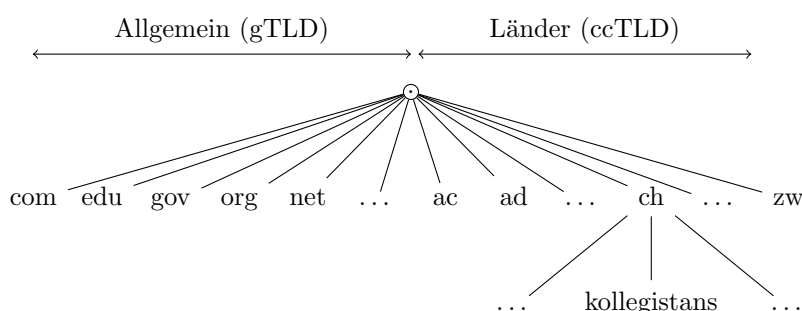 Allgemein (gTLD) Länder (ccTLD)
com edu gov org net ... ac ad ... ch ... zw
... kollegistans ...